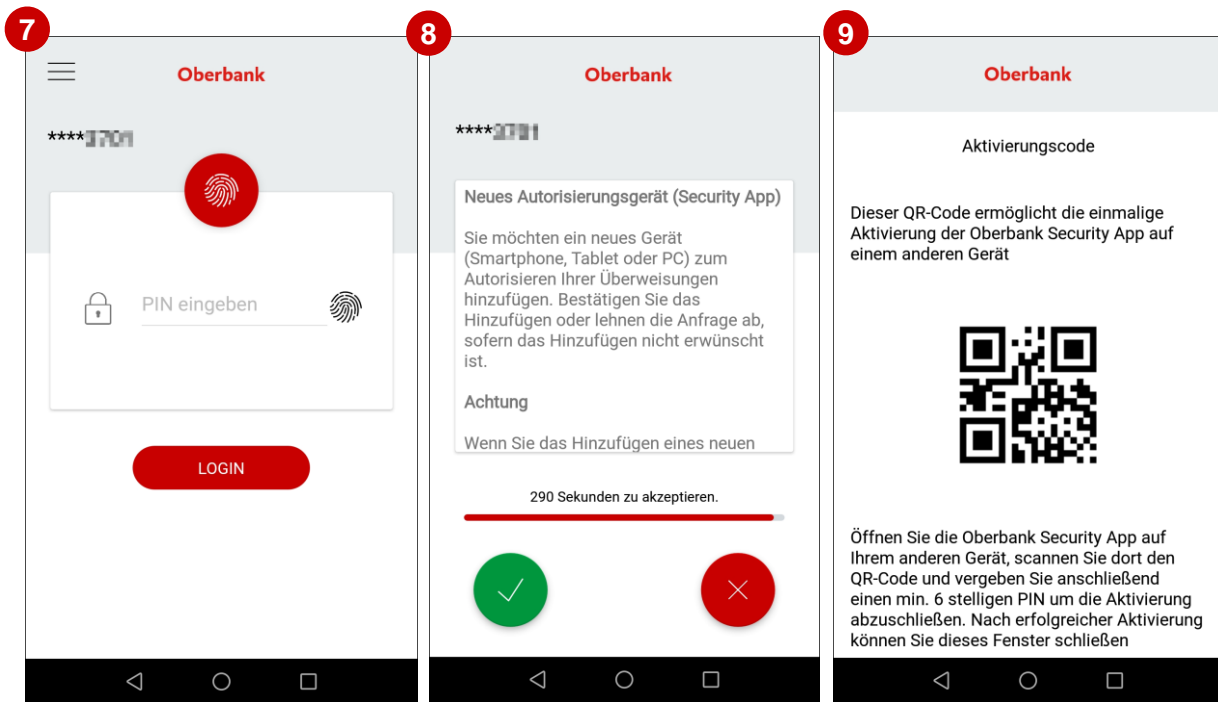 7
Oberbank
****
PIN eingeben
LOGIN
8
Oberbank
****
Neues Autorisierungsgerät (Security App)
Sie möchten ein neues Gerät
(Smartphone, Tablet oder PC) zum
Autorisieren Ihrer Überweisungen
hinzufügen. Bestätigen Sie das
Hinzufügen oder lehnen die Anfrage ab,
sofern das Hinzufügen nicht erwünscht
ist.
Achtung
Wenn Sie das Hinzufügen eines neuen
290 Sekunden zu akzeptieren.
9
Oberbank
Aktivierungscode
Dieser QR-Code ermöglicht die einmalige
Aktivierung der Oberbank Security App auf
einem anderen Gerät
Öffnen Sie die Oberbank Security App auf
Ihrem anderen Gerät, scannen Sie dort den
QR-Code und vergeben Sie anschließend
einen min. 6 stelligen PIN um die Aktivierung
abzuschließen. Nach erfolgreicher Aktivierung
können Sie dieses Fenster schließen